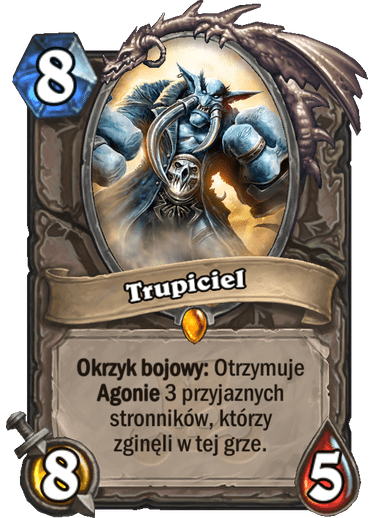 8
Trupiciel
Okrzyk bojowy: Otrzymuje
Agonie 3 przyjaznych
stronników, którzy
zginęli w tej grze.
8
5